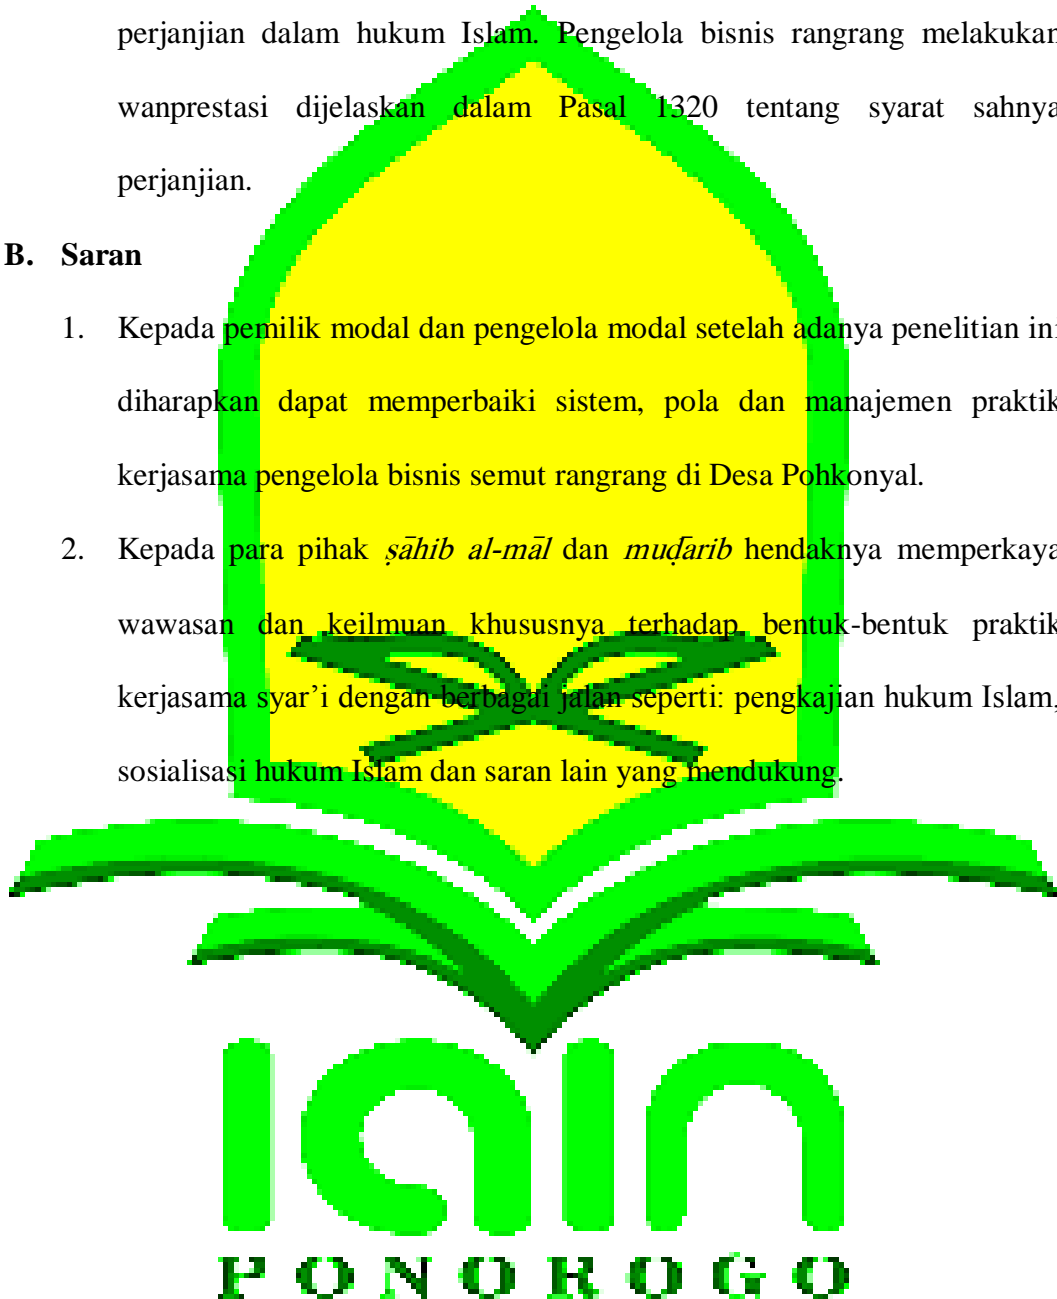 perjanjian dalam hukum Islam. Pengelola bisnis rangrang melakukan
wanprestasi dijelaskan dalam Pasal 1320 tentang syarat sahnya
perjanjian.
B. Saran
1. Kepada pemilik modal dan pengelola modal setelah adanya penelitian ini
diharapkan dapat memperbaiki sistem, pola dan manajemen praktik
kerjasama pengelola bisnis semut rangrang di Desa Pohkonyal.
2. Kepada para pihak ṣāhib al-māl dan muḍārib hendaknya memperkaya
wawasan dan keilmuan khususnya terhadap bentuk-bentuk praktik
kerjasama syar’i dengan berbagai jalan seperti: pengkajian hukum Islam,
sosialisasi hukum Islam dan saran lain yang mendukung.
iain
PONOROGO